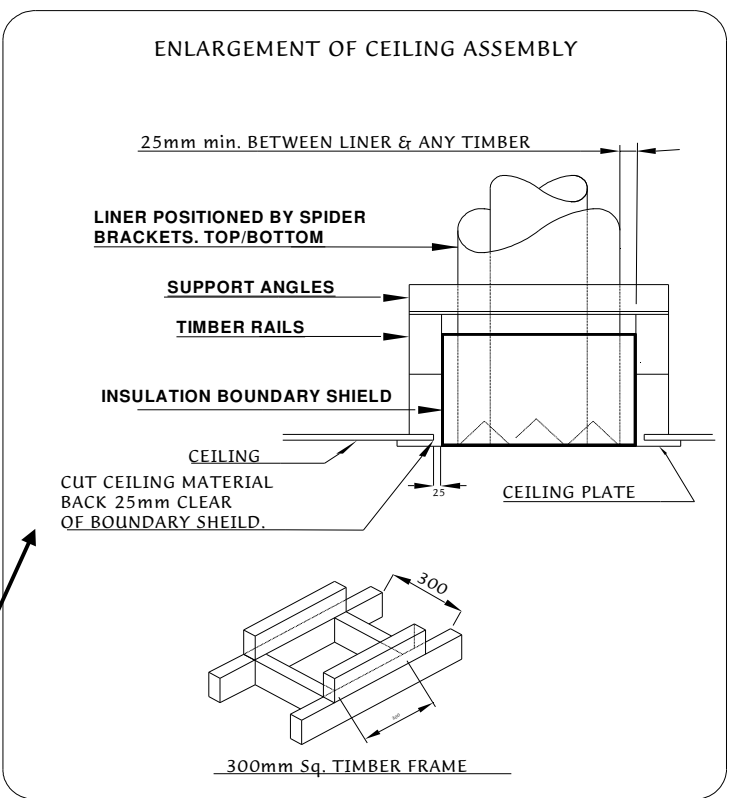 ENLARGEMENT OF CEILING ASSEMBLY
25mm min. BETWEEN LINER & ANY TIMBER
LINER POSITIONED BY SPIDER
BRACKETS. TOP/BOTTOM
SUPPORT ANGLES
TIMBER RAILS
INSULATION BOUNDARY SHIELD
CEILING
CUT CEILING MATERIAL
BACK 25mm CLEAR
OF BOUNDARY SHEILD.
25
CEILING PLATE
300
300mm Sq. TIMBER FRAME